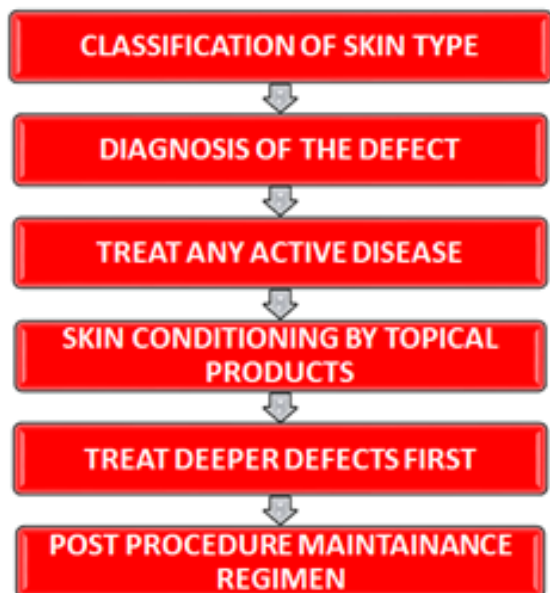 CLASSIFICATION OF SKIN TYPE
DIAGNOSIS OF THE DEFECT
TREAT ANY ACTIVE DISEASE
SKIN CONDITIONING BY TOPICAL
PRODUCTS
TREAT DEEPER DEFECTS FIRST
POST PROCEDURE MAINTAINANCE
REGIMEN